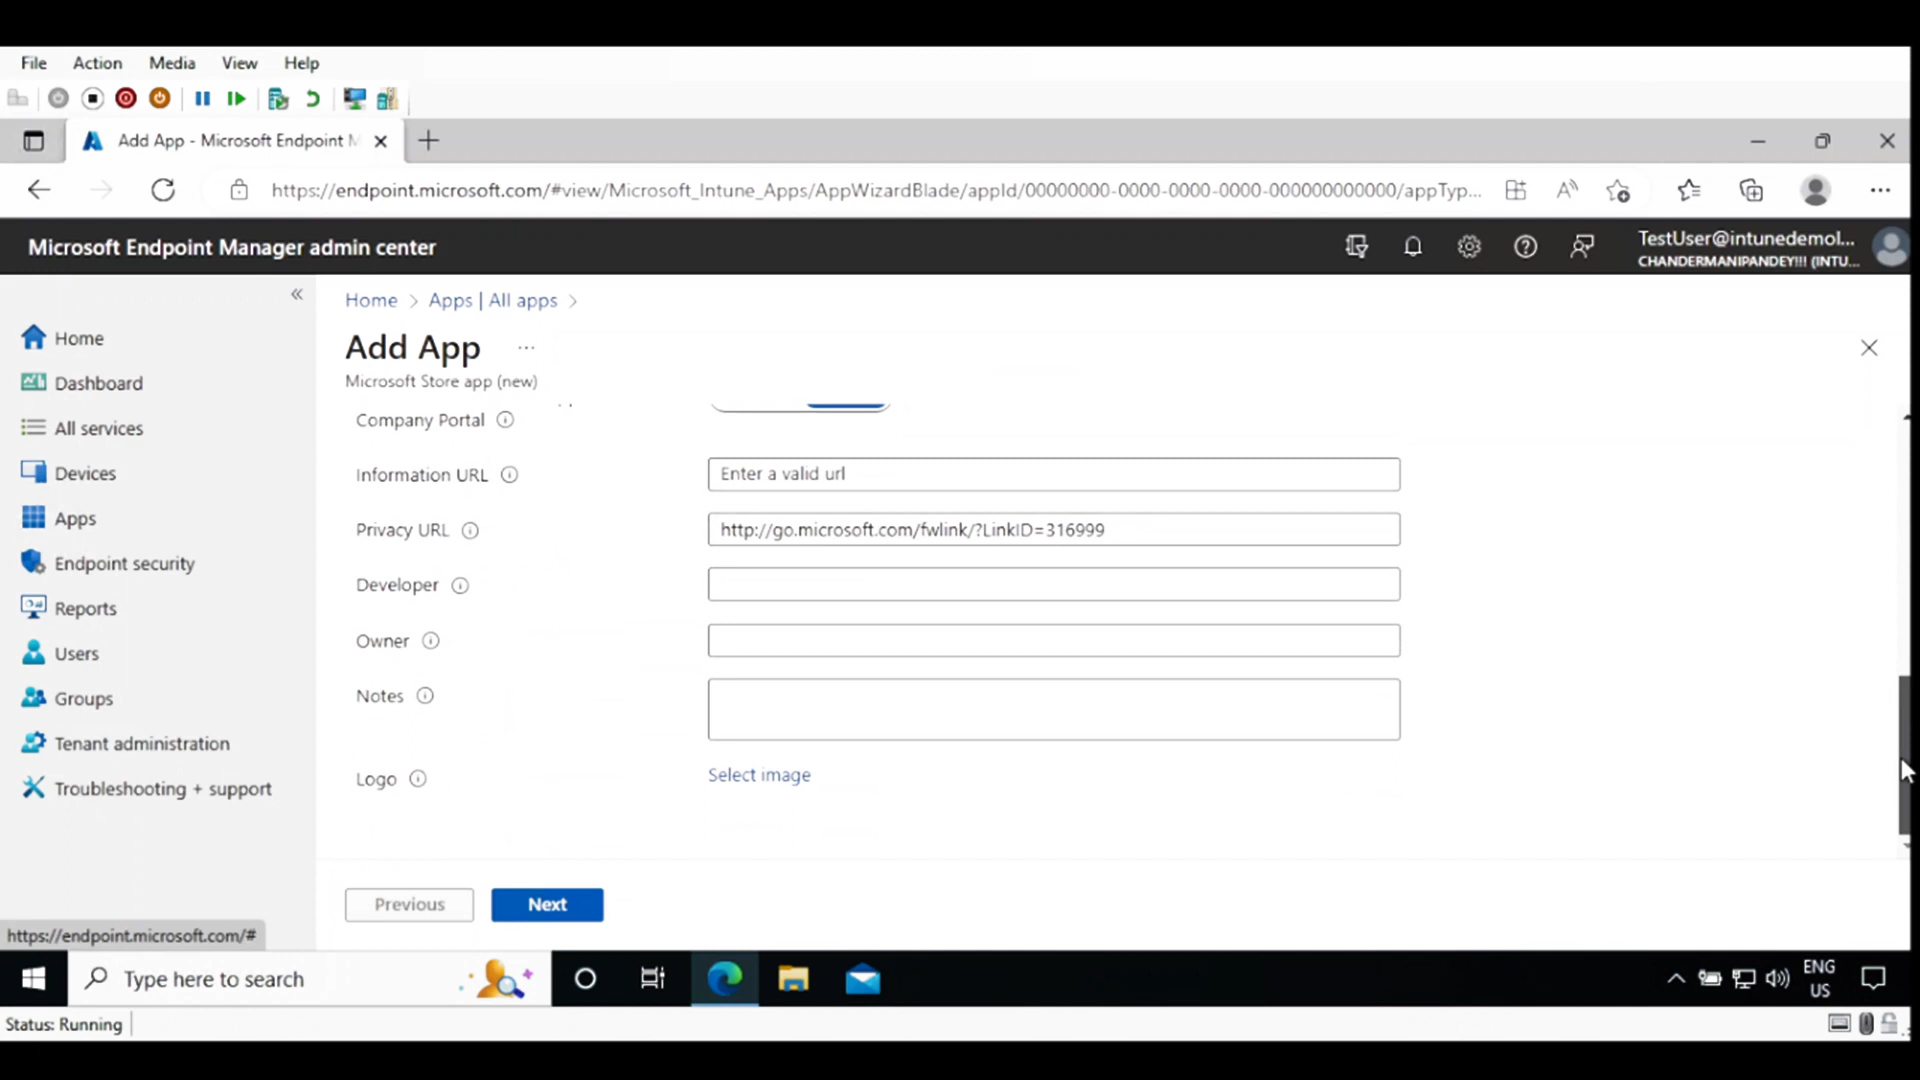 File Action Media View Help
Add App - Microsoft Endpoint M
https://endpoint.microsoft.com/#view/Microsoft_Intune_Apps/AppWizardBlade/appId/00000000-0000-0000-0000-000000000000/appTyp...
Microsoft Endpoint Manager admin center
TestUser@intunedemol...
CHANDERMANIPANDEY!!! (INTU...
Home > Apps | All apps >
Add App ...
Microsoft Store app (new)
Home
Dashboard
All services
Devices
Apps
Endpoint security
Reports
Users
Groups
Tenant administration
Troubleshooting + support
Company Portal
Information URL Enter a valid url
Privacy URL http://go.microsoft.com/fwlink/?LinkID=316999
Developer
Owner
Notes
Logo Select image
Previous Next
https://endpoint.microsoft.com/#
Type here to search
ENG
US
Status: Running